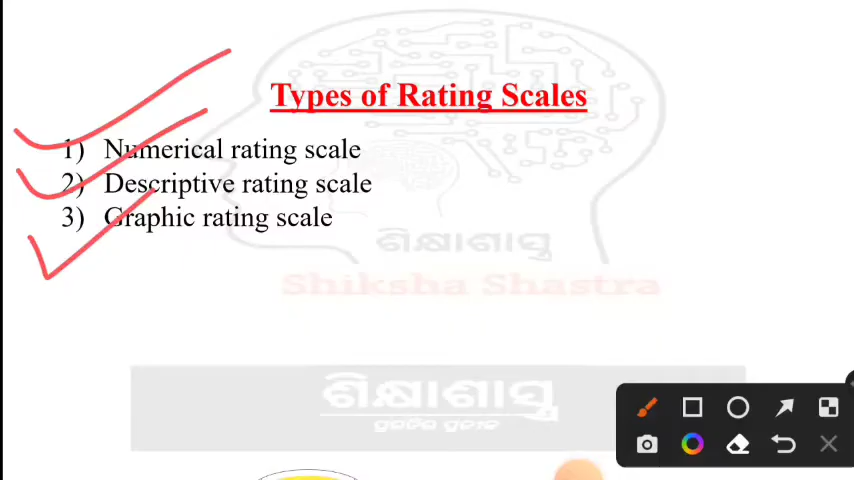 Types of Rating Scales
1) Numerical rating scale
2) Descriptive rating scale
3) Graphic rating scale
ଶିକ୍ଷାଶାସ୍ତ୍ର
Shiksha Shastra
ଶିକ୍ଷାଶାସ୍ତ୍ର